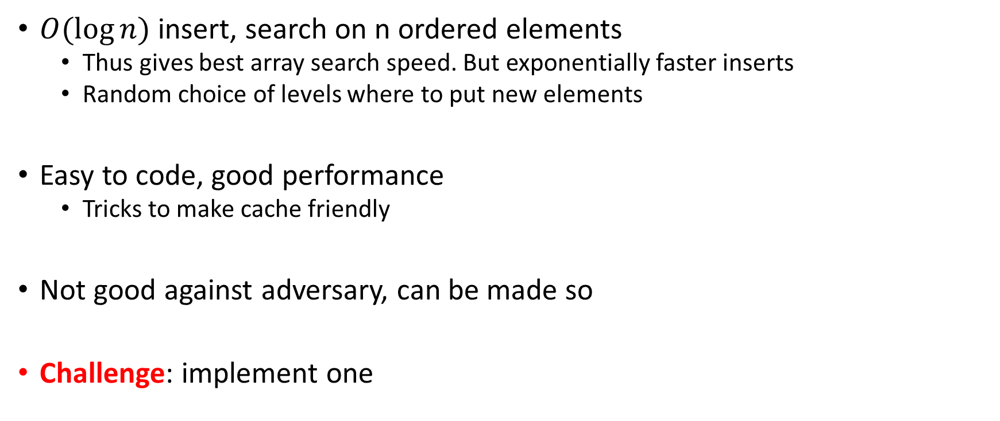 • O(log n) insert, search on n ordered elements
• Thus gives best array search speed. But exponentially faster inserts
• Random choice of levels where to put new elements
• Easy to code, good performance
• Tricks to make cache friendly
• Not good against adversary, can be made so
• Challenge: implement one